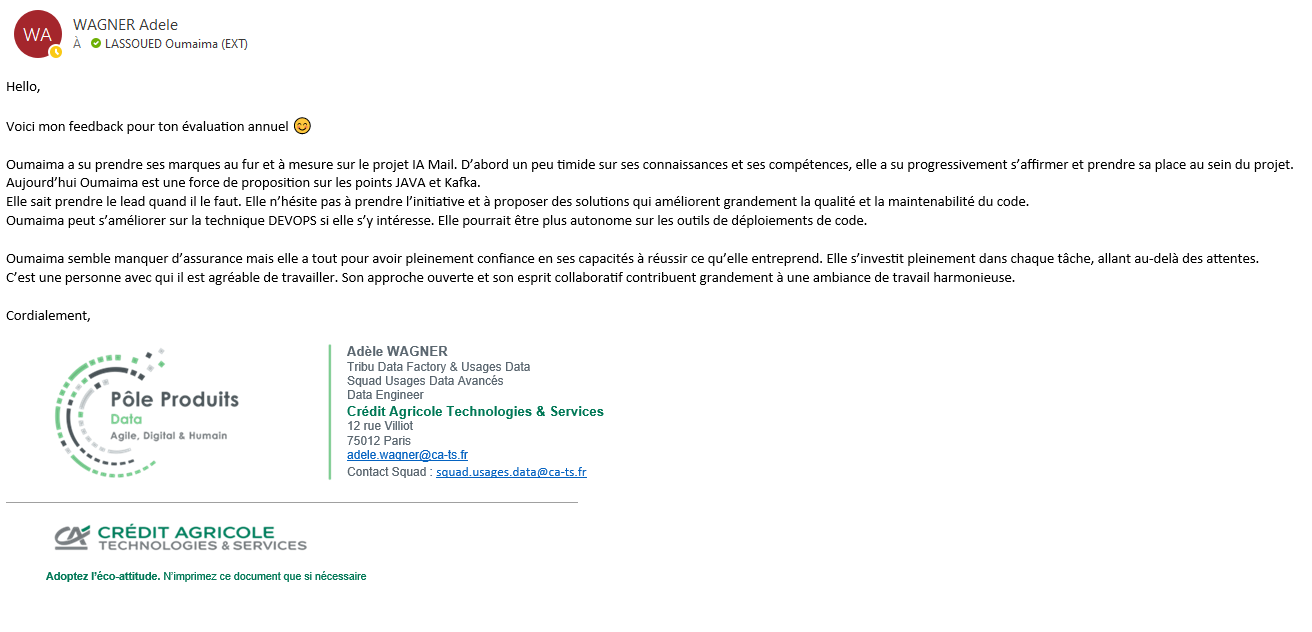 WA
WAGNER Adele
À LASSOUED Oumaima (EXT)
Hello,
Voici mon feedback pour ton évaluation annuel 😊
Oumaima a su prendre ses marques au fur et à mesure sur le projet IA Mail. D’abord un peu timide sur ses connaissances et ses compétences, elle a su progressivement s’affirmer et prendre sa place au sein du projet.
Aujourd’hui Oumaima est une force de proposition sur les points JAVA et Kafka.
Elle sait prendre le lead quand il le faut. Elle n’hésite pas à prendre l’initiative et à proposer des solutions qui améliorent grandement la qualité et la maintenabilité du code.
Oumaima peut s’améliorer sur la technique DEVOPS si elle s’y intéresse. Elle pourrait être plus autonome sur les outils de déploiements de code.
Oumaima semble manquer d’assurance mais elle a tout pour avoir pleinement confiance en ses capacités à réussir ce qu’elle entreprend. Elle s’investit pleinement dans chaque tâche, allant au-delà des attentes.
C’est une personne avec qui il est agréable de travailler. Son approche ouverte et son esprit collaboratif contribuent grandement à une ambiance de travail harmonieuse.
Cordialement,
Pôle Produits
Data
Agile, Digital & Humain
Adèle WAGNER
Tribu Data Factory & Usages Data
Squad Usages Data Avancés
Data Engineer
Crédit Agricole Technologies & Services
12 rue Villiot
75012 Paris
adele.wagner@ca-ts.fr
Contact Squad : squad.usages.data@ca-ts.fr
CA CRÉDIT AGRICOLE
TECHNOLOGIES & SERVICES
Adoptez l’éco-attitude. N’imprimez ce document que si nécessaire